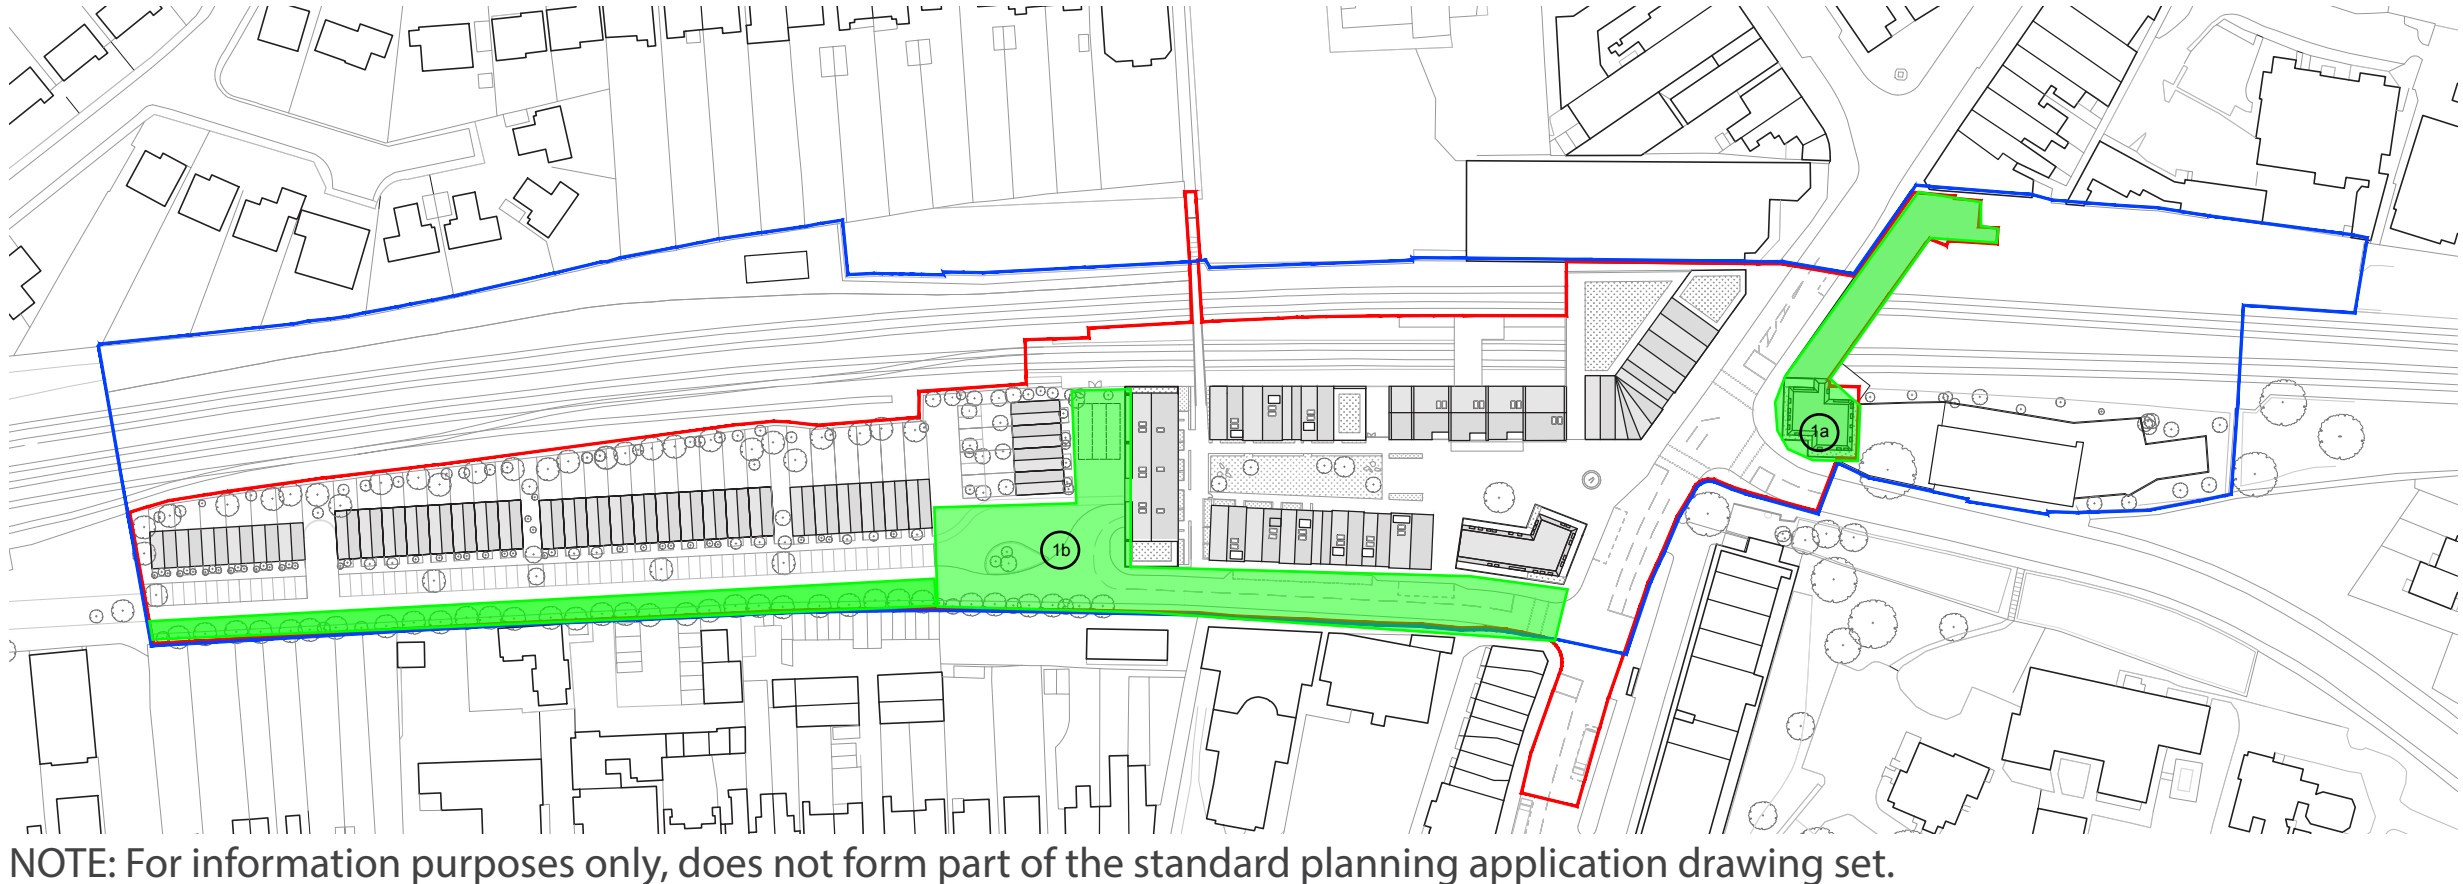 1a
1b
NOTE: For information purposes only, does not form part of the standard planning application drawing set.